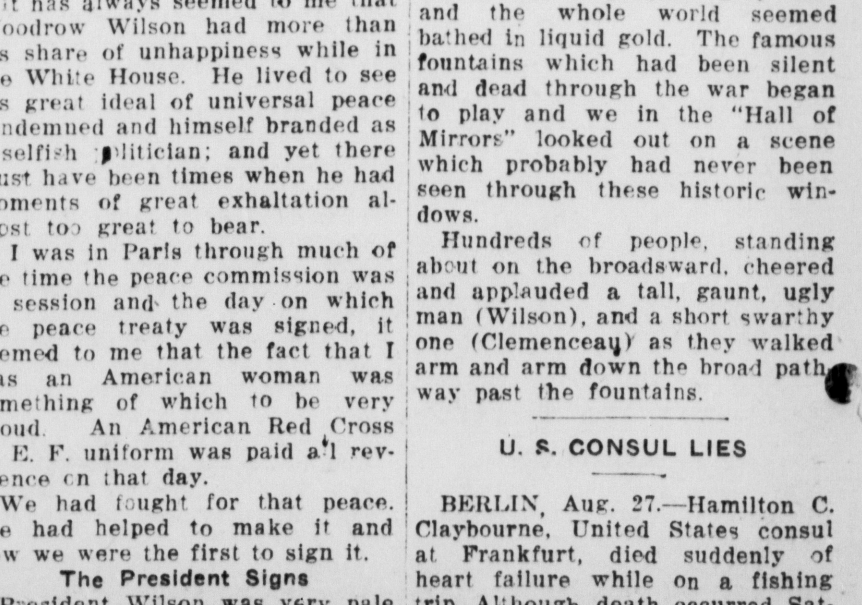 it has always seemed to me that
oodrow Wilson had more than
s share of unhappiness while in
e White House. He lived to see
s great ideal of universal peace
ndemned and himself branded as
selfish litician; and yet there
ust have been times when he had
oments of great exhaltation al-
ost too great to bear.
I was in Paris through much of
e time the peace commission was
session and the day on which
e peace treaty was signed, it
emed to me that the fact that I
as an American woman was
mething of which to be very
oud. An American Red Cross
E. F. uniform was paid all rev-
ence on that day.
We had fought for that peace.
e had helped to make it and
ow we were the first to sign it.
The President Signs
President Wilson was very pale
and the whole world seemed
bathed in liquid gold. The famous
fountains which had been silent
and dead through the war began
to play and we in the "Hall of
Mirrors" looked out on a scene
which probably had never been
seen through these historic win-
dows.
Hundreds of people, standing
about on the broadsward, cheered
and applauded a tall, gaunt, ugly
man (Wilson), and a short swarthy
one (Clemenceau) as they walked
arm and arm down the broad path-
way past the fountains.
U. S. CONSUL LIES
BERLIN, Aug. 27.—Hamilton C.
Claybourne, United States consul
at Frankfurt, died suddenly of
heart failure while on a fishing
trip. Although death occurred Sat-